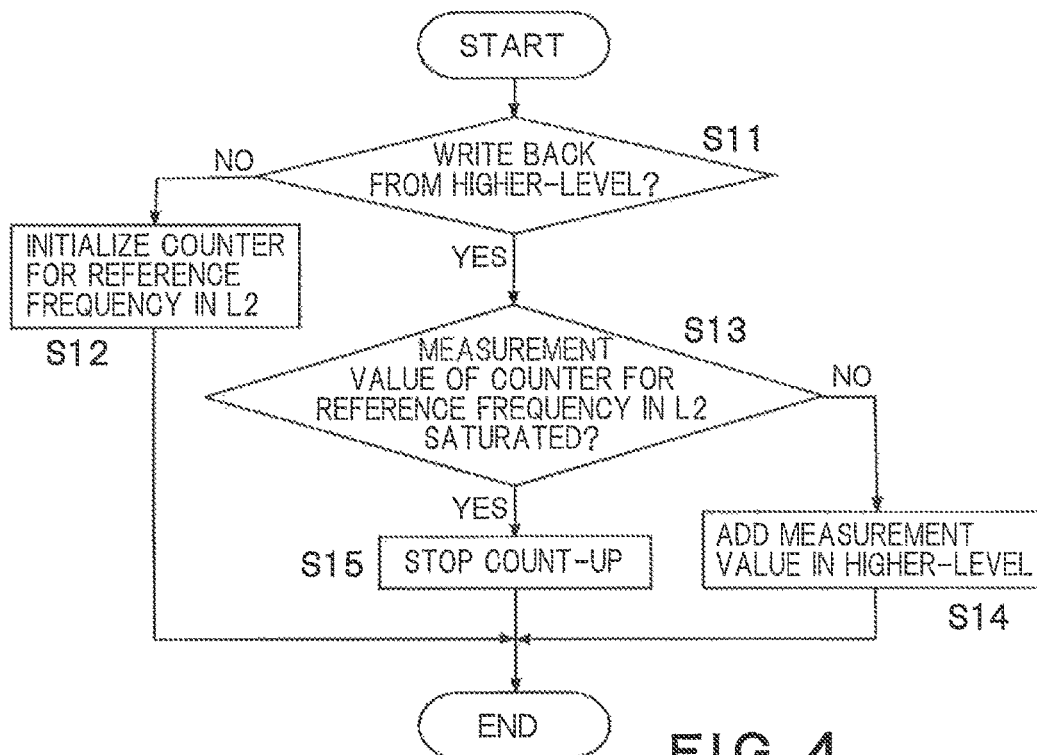 START
S11
WRITE BACK
FROM HIGHER-LEVEL?
NO
YES
INITIALIZE COUNTER
FOR REFERENCE
FREQUENCY IN L2
S12
S13
MEASUREMENT
VALUE OF COUNTER FOR
REFERENCE FREQUENCY IN L2
SATURATED?
NO
YES
S15
STOP COUNT-UP
ADD MEASUREMENT
VALUE IN HIGHER-LEVEL
S14
END
FIG. 4